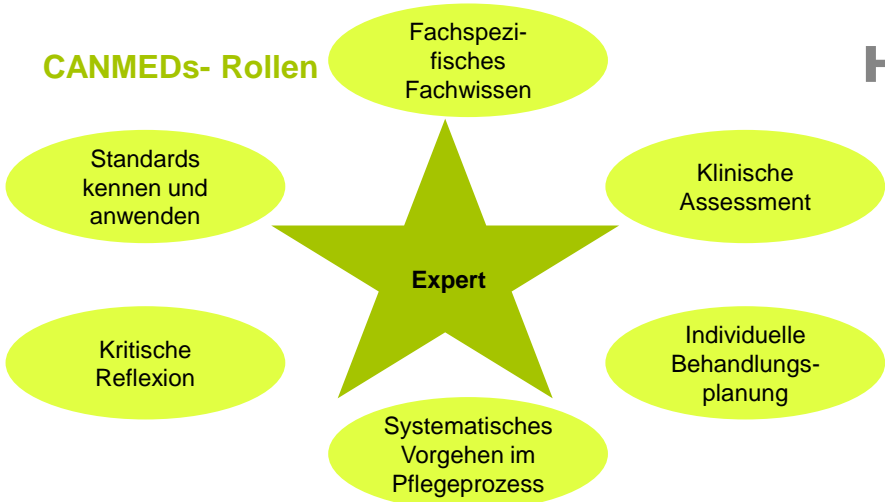 CANMEDs- Rollen
H
Fachspezi-
fisches
Fachwissen
Standards
kennen und
anwenden
Klinische
Assessment
Expert
Kritische
Reflexion
Individuelle
Behandlungs-
planung
Systematisches
Vorgehen im
Pflegeprozess